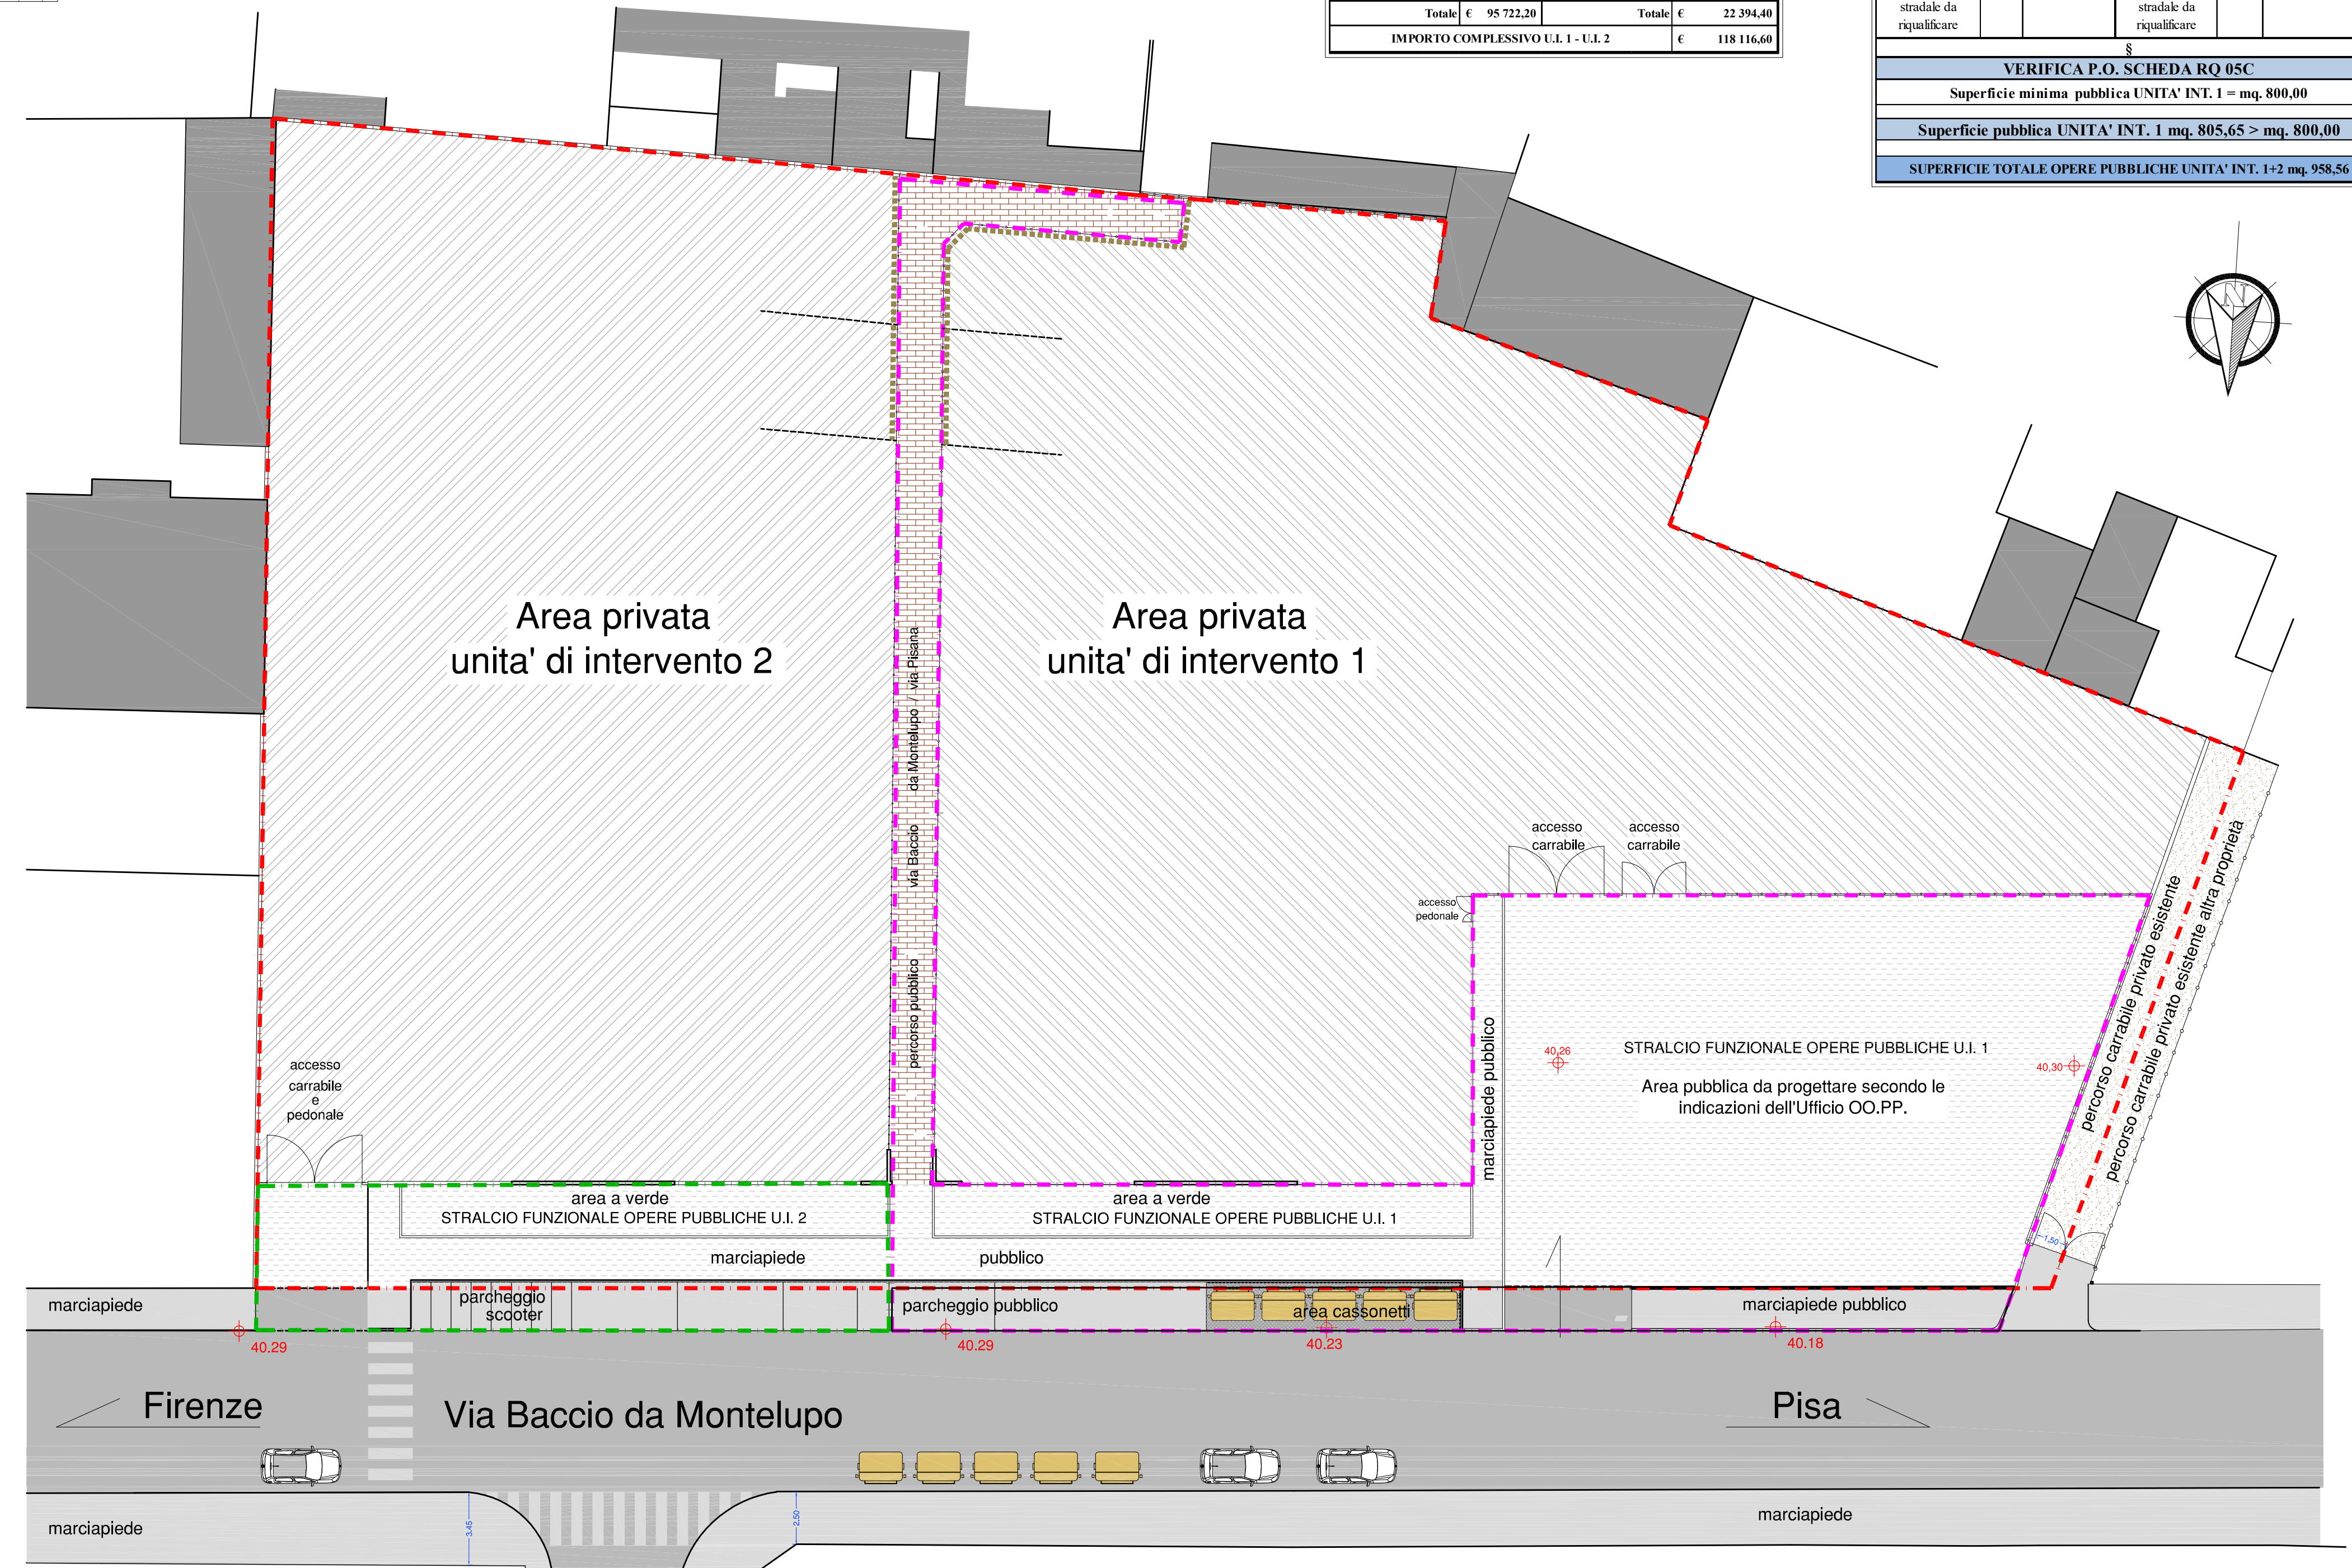 Totale € 95 722,20 Totale € 22 394,40
IMPORTO COMPLESSIVO U.I. 1 - U.I. 2 € 118 116,60
stradale da
riqualificare
stradale da
riqualificare
§
VERIFICA P.O. SCHEDA RQ 05C
Superficie minima pubblica UNITA' INT. 1 = mq. 800,00
Superficie pubblica UNITA' INT. 1 mq. 805,65 > mq. 800,00
SUPERFICIE TOTALE OPERE PUBBLICHE UNITA' INT. 1+2 mq. 958,56
N
Area privata
unita' di intervento 2
Area privata
unita' di intervento 1
percorso pubblico via Baccio da Montelupo / via Pisana
accesso
carrabile
accesso
carrabile
accesso
pedonale
marciapiede pubblico
40,26
40,30
STRALCIO FUNZIONALE OPERE PUBBLICHE U.I. 1
Area pubblica da progettare secondo le
indicazioni dell'Ufficio OO.PP.
percorso carrabile privato esistente
percorso carrabile privato esistente altra proprietà
1,50
accesso
carrabile
e
pedonale
area a verde
STRALCIO FUNZIONALE OPERE PUBBLICHE U.I. 2
area a verde
STRALCIO FUNZIONALE OPERE PUBBLICHE U.I. 1
marciapiede pubblico
marciapiede
parcheggio
scooter
parcheggio pubblico
area cassonetti
marciapiede pubblico
40.29
40.29
40.23
40.18
Firenze
Via Baccio da Montelupo
Pisa
marciapiede
3.45
2.50
marciapiede